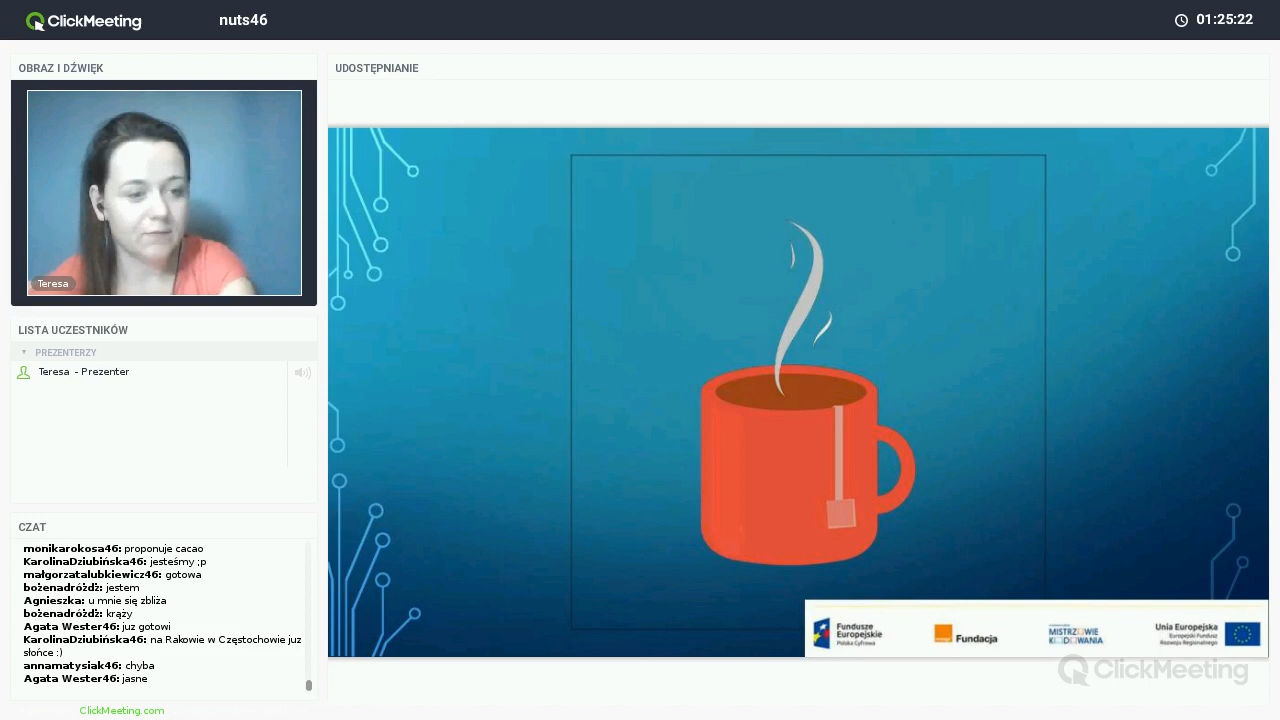 ClickMeeting
nuts46
01:25:22
OBRAZ I DŹWIĘK
UDOSTĘPNIANIE
Teresa
LISTA UCZESTNIKÓW
PREZENTERZY
Teresa - Prezenter
CZAT
monikarokosa46: proponuje cacao
KarolinaDziubińska46: jesteśmy ;p
małgorzatalubkiewicz46: gotowa
bożenadróżdż: jestem
Agnieszka: u mnie się zbliża
bożenadróżdż: krąży
Agata Wester46: juz gotowi
KarolinaDziubińska46: na Rakowie w Częstochowie juz
słońce :)
annamatysiak46: chyba
Agata Wester46: jasne
ClickMeeting.com
Fundusze
Europejskie
Polska Cyfrowa
orange
Fundacja
MISTRZOWIE
KODOWANIA
Unia Europejska
Europejski Fundusz
Rozwoju Regionalnego
ClickMeeting